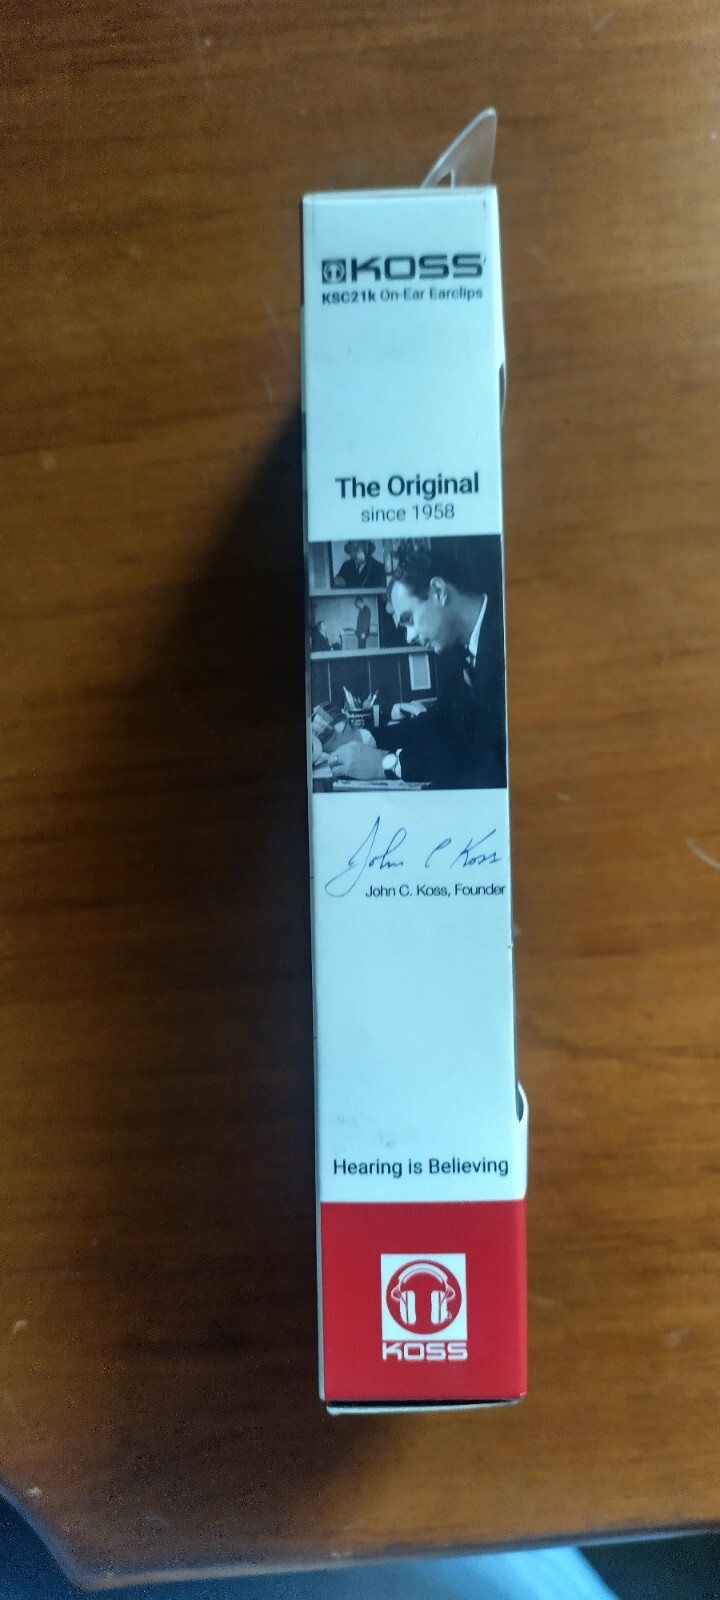 KOSS
KSC21k On-Ear Earclips
The Original
since 1958
John C Koss
John C. Koss, Founder
Hearing is Believing
KOSS